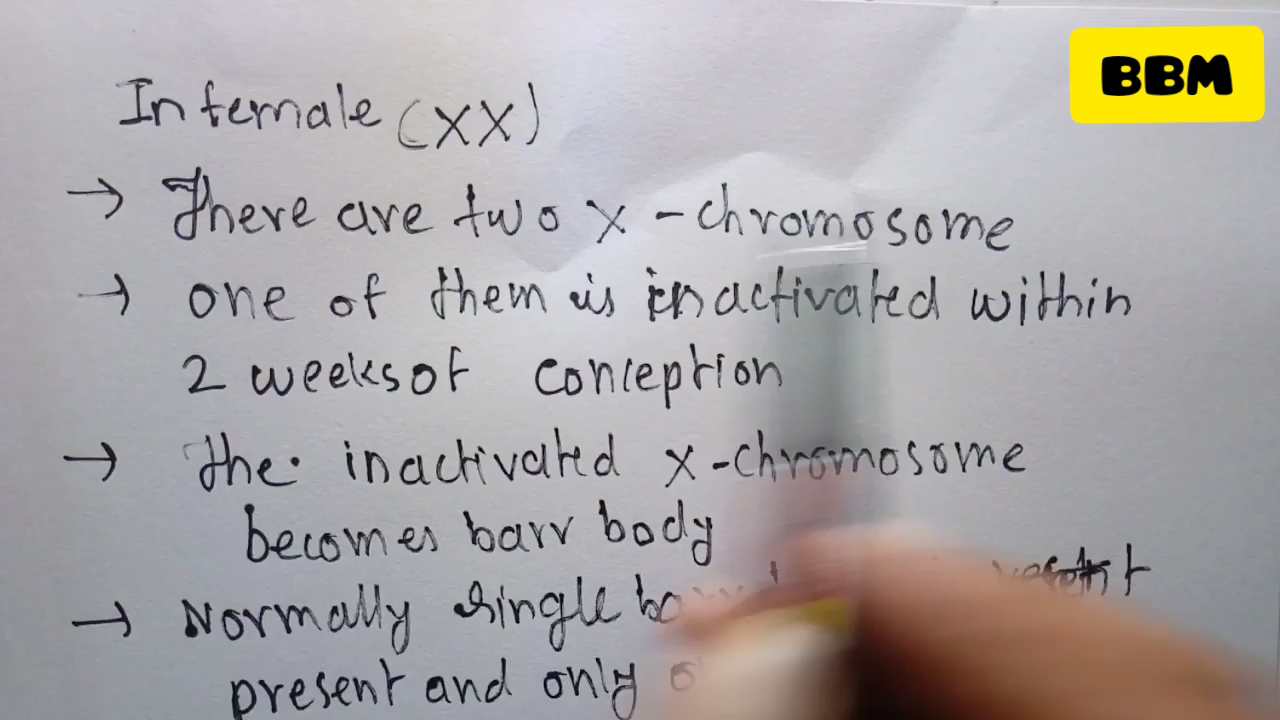 BBM
In female (XX)
→ There are two X-chromosome
→ one of them is inactivated within
2 weeks of conception
→ The inactivated X-chromosome
becomes barr body
→ Normally single
present and only